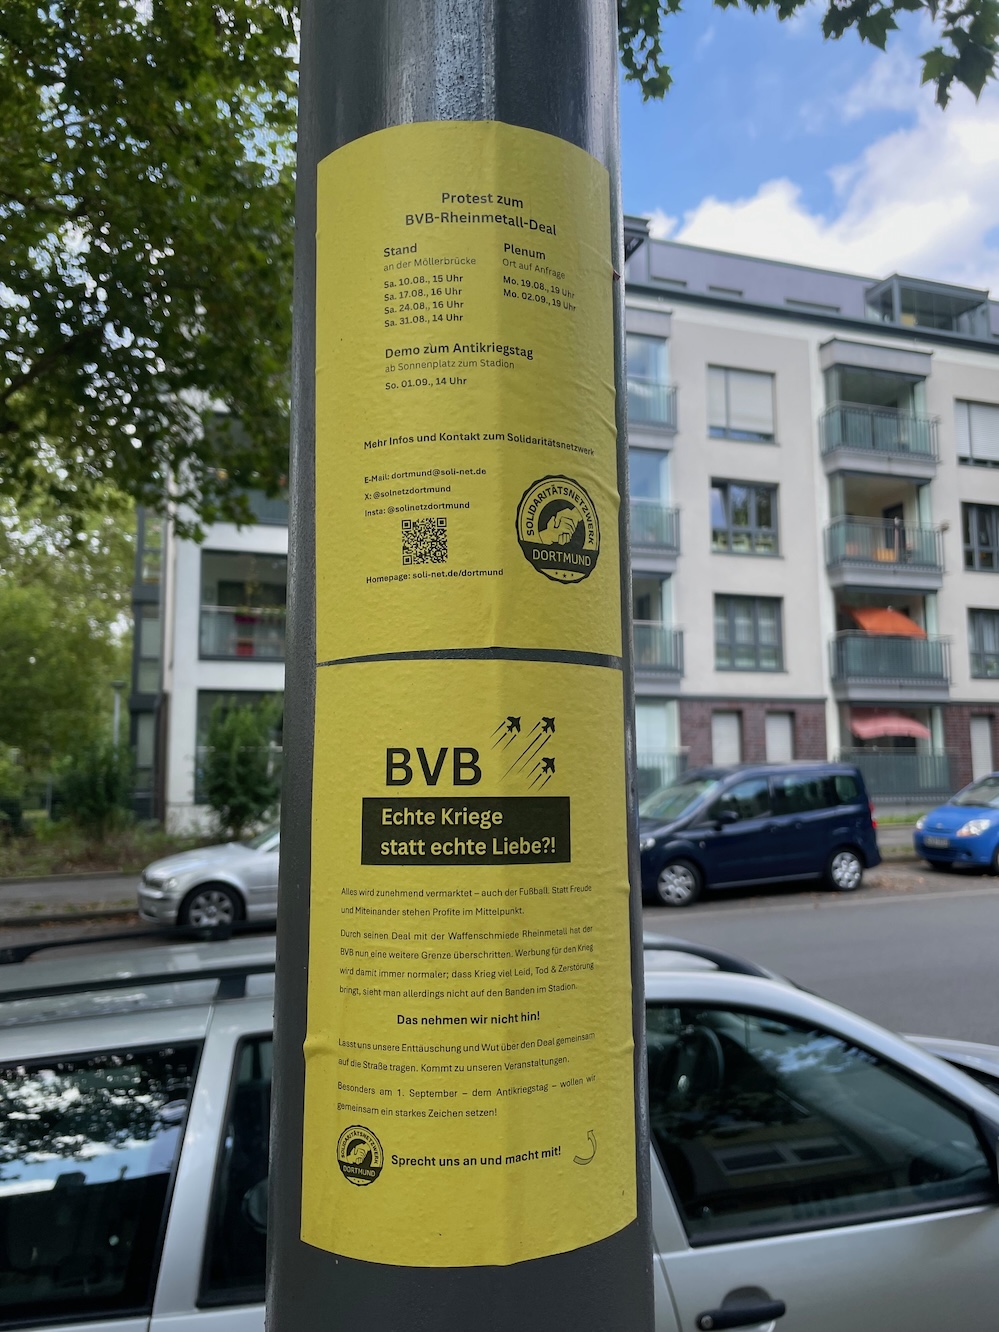 Protest zum
BVB-Rheinmetall-Deal
Stand
an der Möllerbrücke
Sa. 10.08., 15 Uhr
Sa. 17.08., 16 Uhr
Sa. 24.08., 16 Uhr
Sa. 31.08., 14 Uhr
Plenum
Ort auf Anfrage
Mo. 19.08., 19 Uhr
Mo. 02.09., 19 Uhr
Demo zum Antikriegstag
ab Sonnenplatz zum Stadion
So. 01.09., 14 Uhr
Mehr Infos und Kontakt zum Solidaritätsnetzwerk
E-Mail: dortmund@soli-net.de
X: @solnetzdortmund
Insta: @solinetzdortmund
Homepage: soli-net.de/dortmund
SOLIDARITÄTSNETZWERK
DORTMUND
BVB
Echte Kriege
statt echte Liebe?!
Alles wird zunehmend vermarktet – auch der Fußball. Statt Freude
und Miteinander stehen Profite im Mittelpunkt.
Durch seinen Deal mit der Waffenschmiede Rheinmetall hat der
BVB nun eine weitere Grenze überschritten. Werbung für den Krieg
wird damit immer normaler; dass Krieg viel Leid, Tod & Zerstörung
bringt, sieht man allerdings nicht auf den Banden im Stadion.
Das nehmen wir nicht hin!
Lasst uns unsere Enttäuschung und Wut über den Deal gemeinsam
auf die Straße tragen. Kommt zu unseren Veranstaltungen.
Besonders am 1. September – dem Antikriegstag – wollen wir
gemeinsam ein starkes Zeichen setzen!
SOLIDARITÄTSNETZWERK
DORTMUND
Sprecht uns an und macht mit!